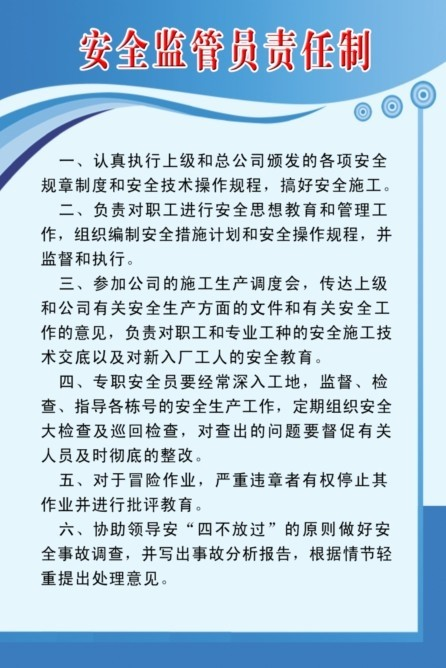 安全监管员责任制
一、认真执行上级和总公司颁发的各项安全
规章制度和安全技术操作规程，搞好安全施工。
二、负责对职工进行安全思想教育和管理工
作，组织编制安全措施计划和安全操作规程，并
监督和执行。
三、参加公司的施工生产调度会，传达上级
和公司有关安全生产方面的文件和有关安全工
作的意见，负责对职工和专业工种的安全施工技
术交底以及对新入厂工人的安全教育。
四、专职安全员要经常深入工地，监督、检
查、指导各栋号的安全生产工作，定期组织安全
大检查及巡回检查，对查出的问题要督促有关
人员及时彻底的整改。
五、对于冒险作业，严重违章者有权停止其
作业并进行批评教育。
六、协助领导安“四不放过”的原则做好安
全事故调查，并写出事故分析报告，根据情节轻
重提出处理意见。